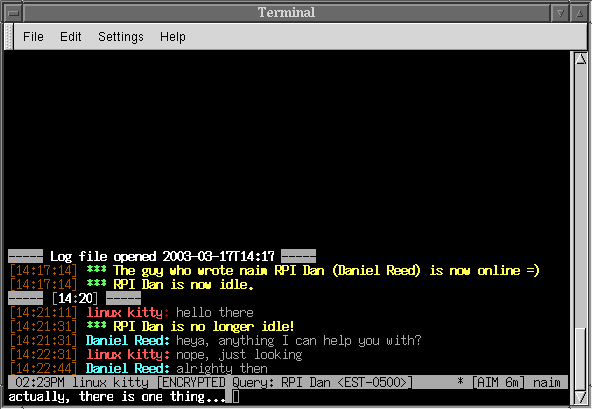 Terminal
File Edit Settings Help
===== Log file opened 2003-03-17T14:17 =====
[14:17:14] *** The guy who wrote naim RPI Dan (Daniel Reed) is now online =)
[14:17:14] *** RPI Dan is now idle.
===== [14:20] =====
[14:21:11] linux kitty: hello there
[14:21:31] *** RPI Dan is no longer idle!
[14:22:31] Daniel Reed: heya, anything I can help you with?
[14:22:31] linux kitty: nope, just looking
[14:22:44] Daniel Reed: alrighty then
02:23PM linux kitty [ENCRYPTED Query: RPI Dan <EST-0500>] * [AIM 6m] naim
actually, there is one thing...